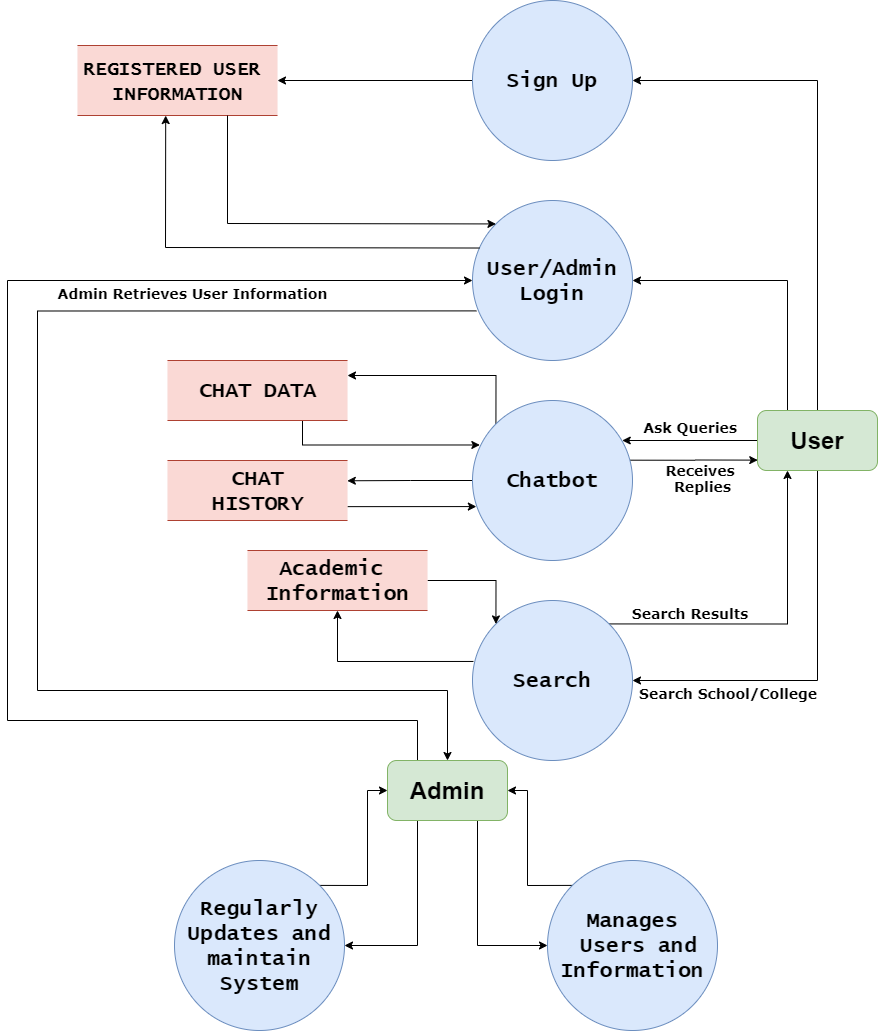 REGISTERED USER
INFORMATION
Sign Up
User/Admin
Login
Admin Retrieves User Information
CHAT DATA
CHAT
HISTORY
Chatbot
Ask Queries
Receives
Replies
User
Academic
Information
Search
Search Results
Search School/College
Admin
Regularly
Updates and
maintain
System
Manages
Users and
Information